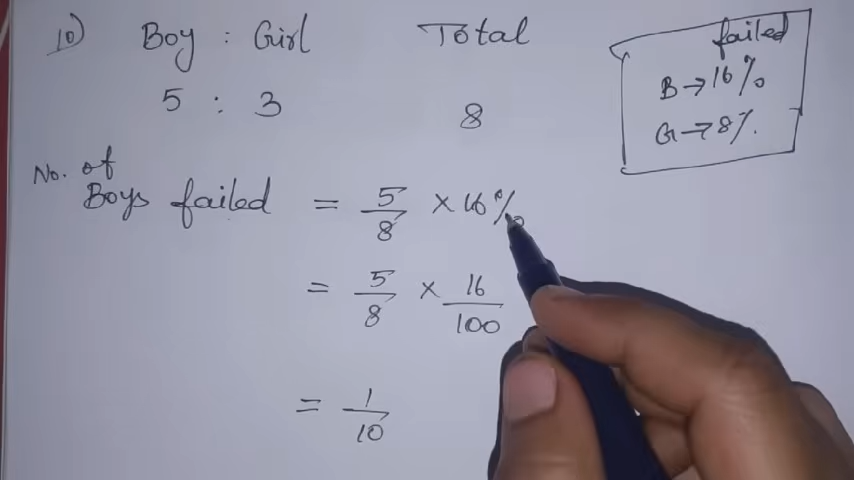 10) Boy : Girl Total
5 : 3 8
failed
B → 16%
G → 8%.
No. of
Boys failed = 5/8 × 16%
= 5/8 × 16/100
= 1/10